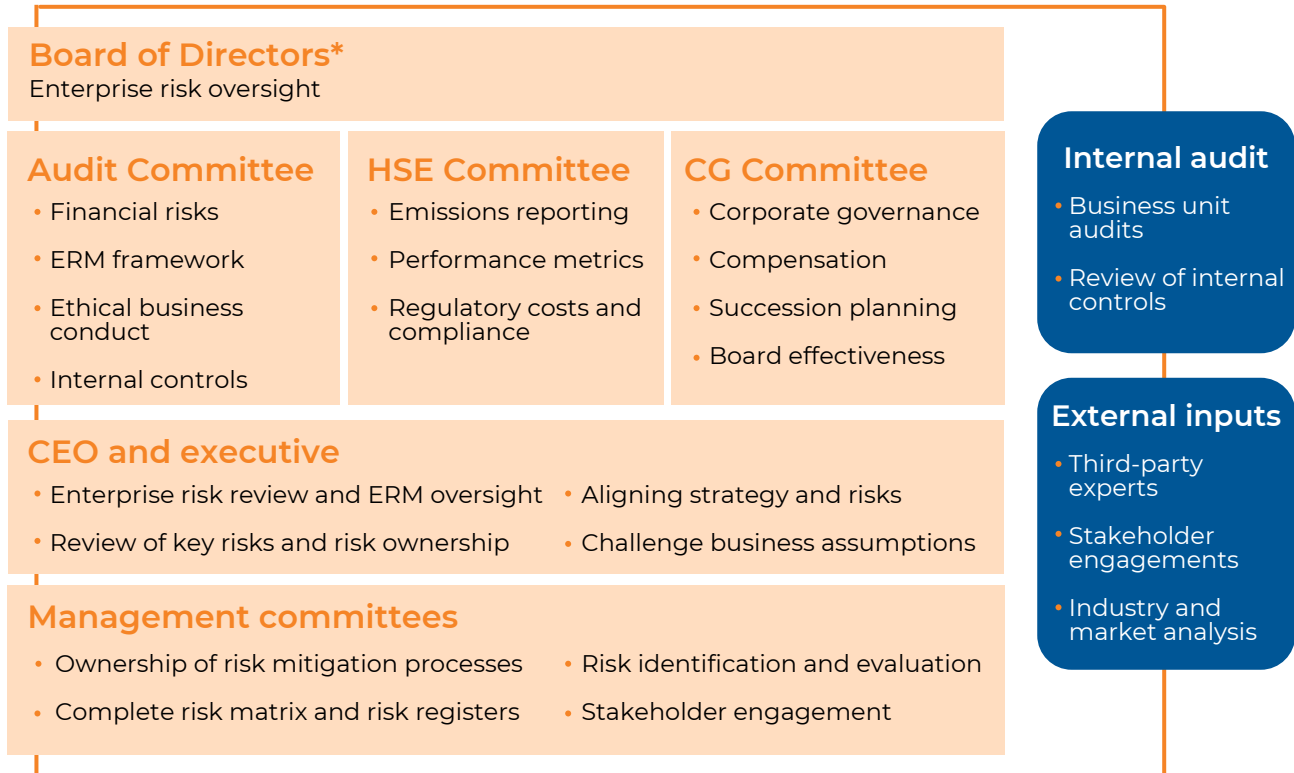 Board of Directors*
Enterprise risk oversight
Audit Committee
• Financial risks
• ERM framework
• Ethical business
conduct
• Internal controls
HSE Committee
• Emissions reporting
• Performance metrics
• Regulatory costs and
compliance
CG Committee
• Corporate governance
• Compensation
• Succession planning
• Board effectiveness
CEO and executive
• Enterprise risk review and ERM oversight
• Review of key risks and risk ownership
• Aligning strategy and risks
• Challenge business assumptions
Management committees
• Ownership of risk mitigation processes
• Complete risk matrix and risk registers
• Risk identification and evaluation
• Stakeholder engagement
Internal audit
• Business unit
audits
• Review of internal
controls
External inputs
• Third-party
experts
• Stakeholder
engagements
• Industry and
market analysis